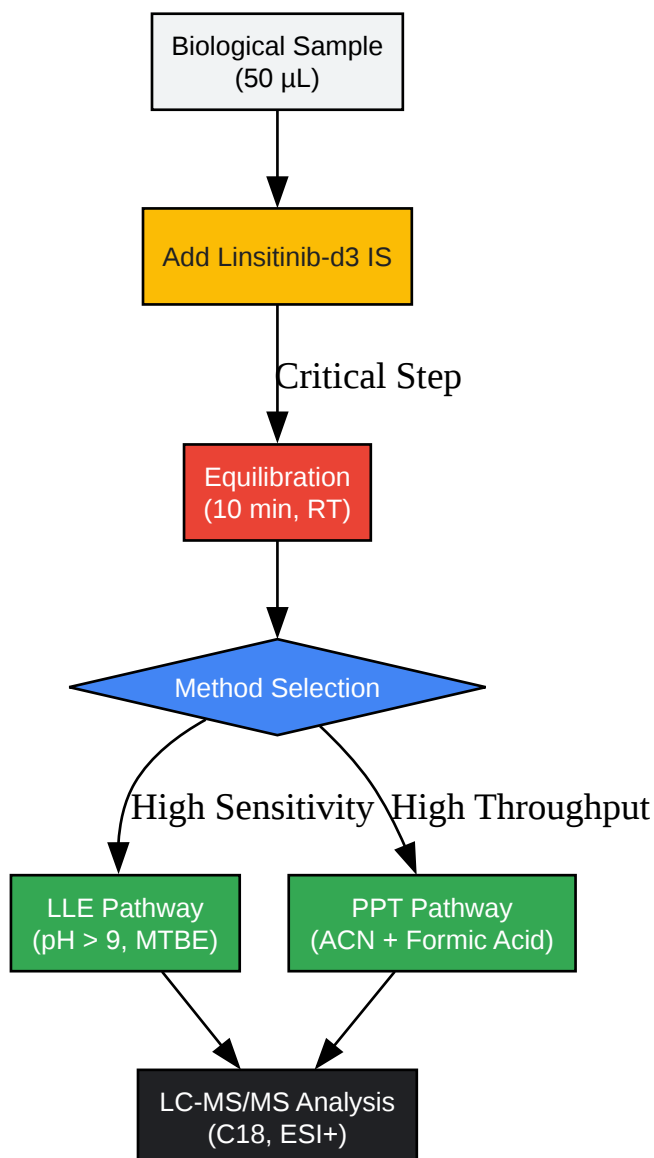 Biological Sample
(50 µL)
Add Linsitinib-d3 IS
Critical Step
Equilibration
(10 min, RT)
Method Selection
High Sensitivity
High Throughput
LLE Pathway
(pH > 9, MTBE)
PPT Pathway
(ACN + Formic Acid)
LC-MS/MS Analysis
(C18, ESI+)